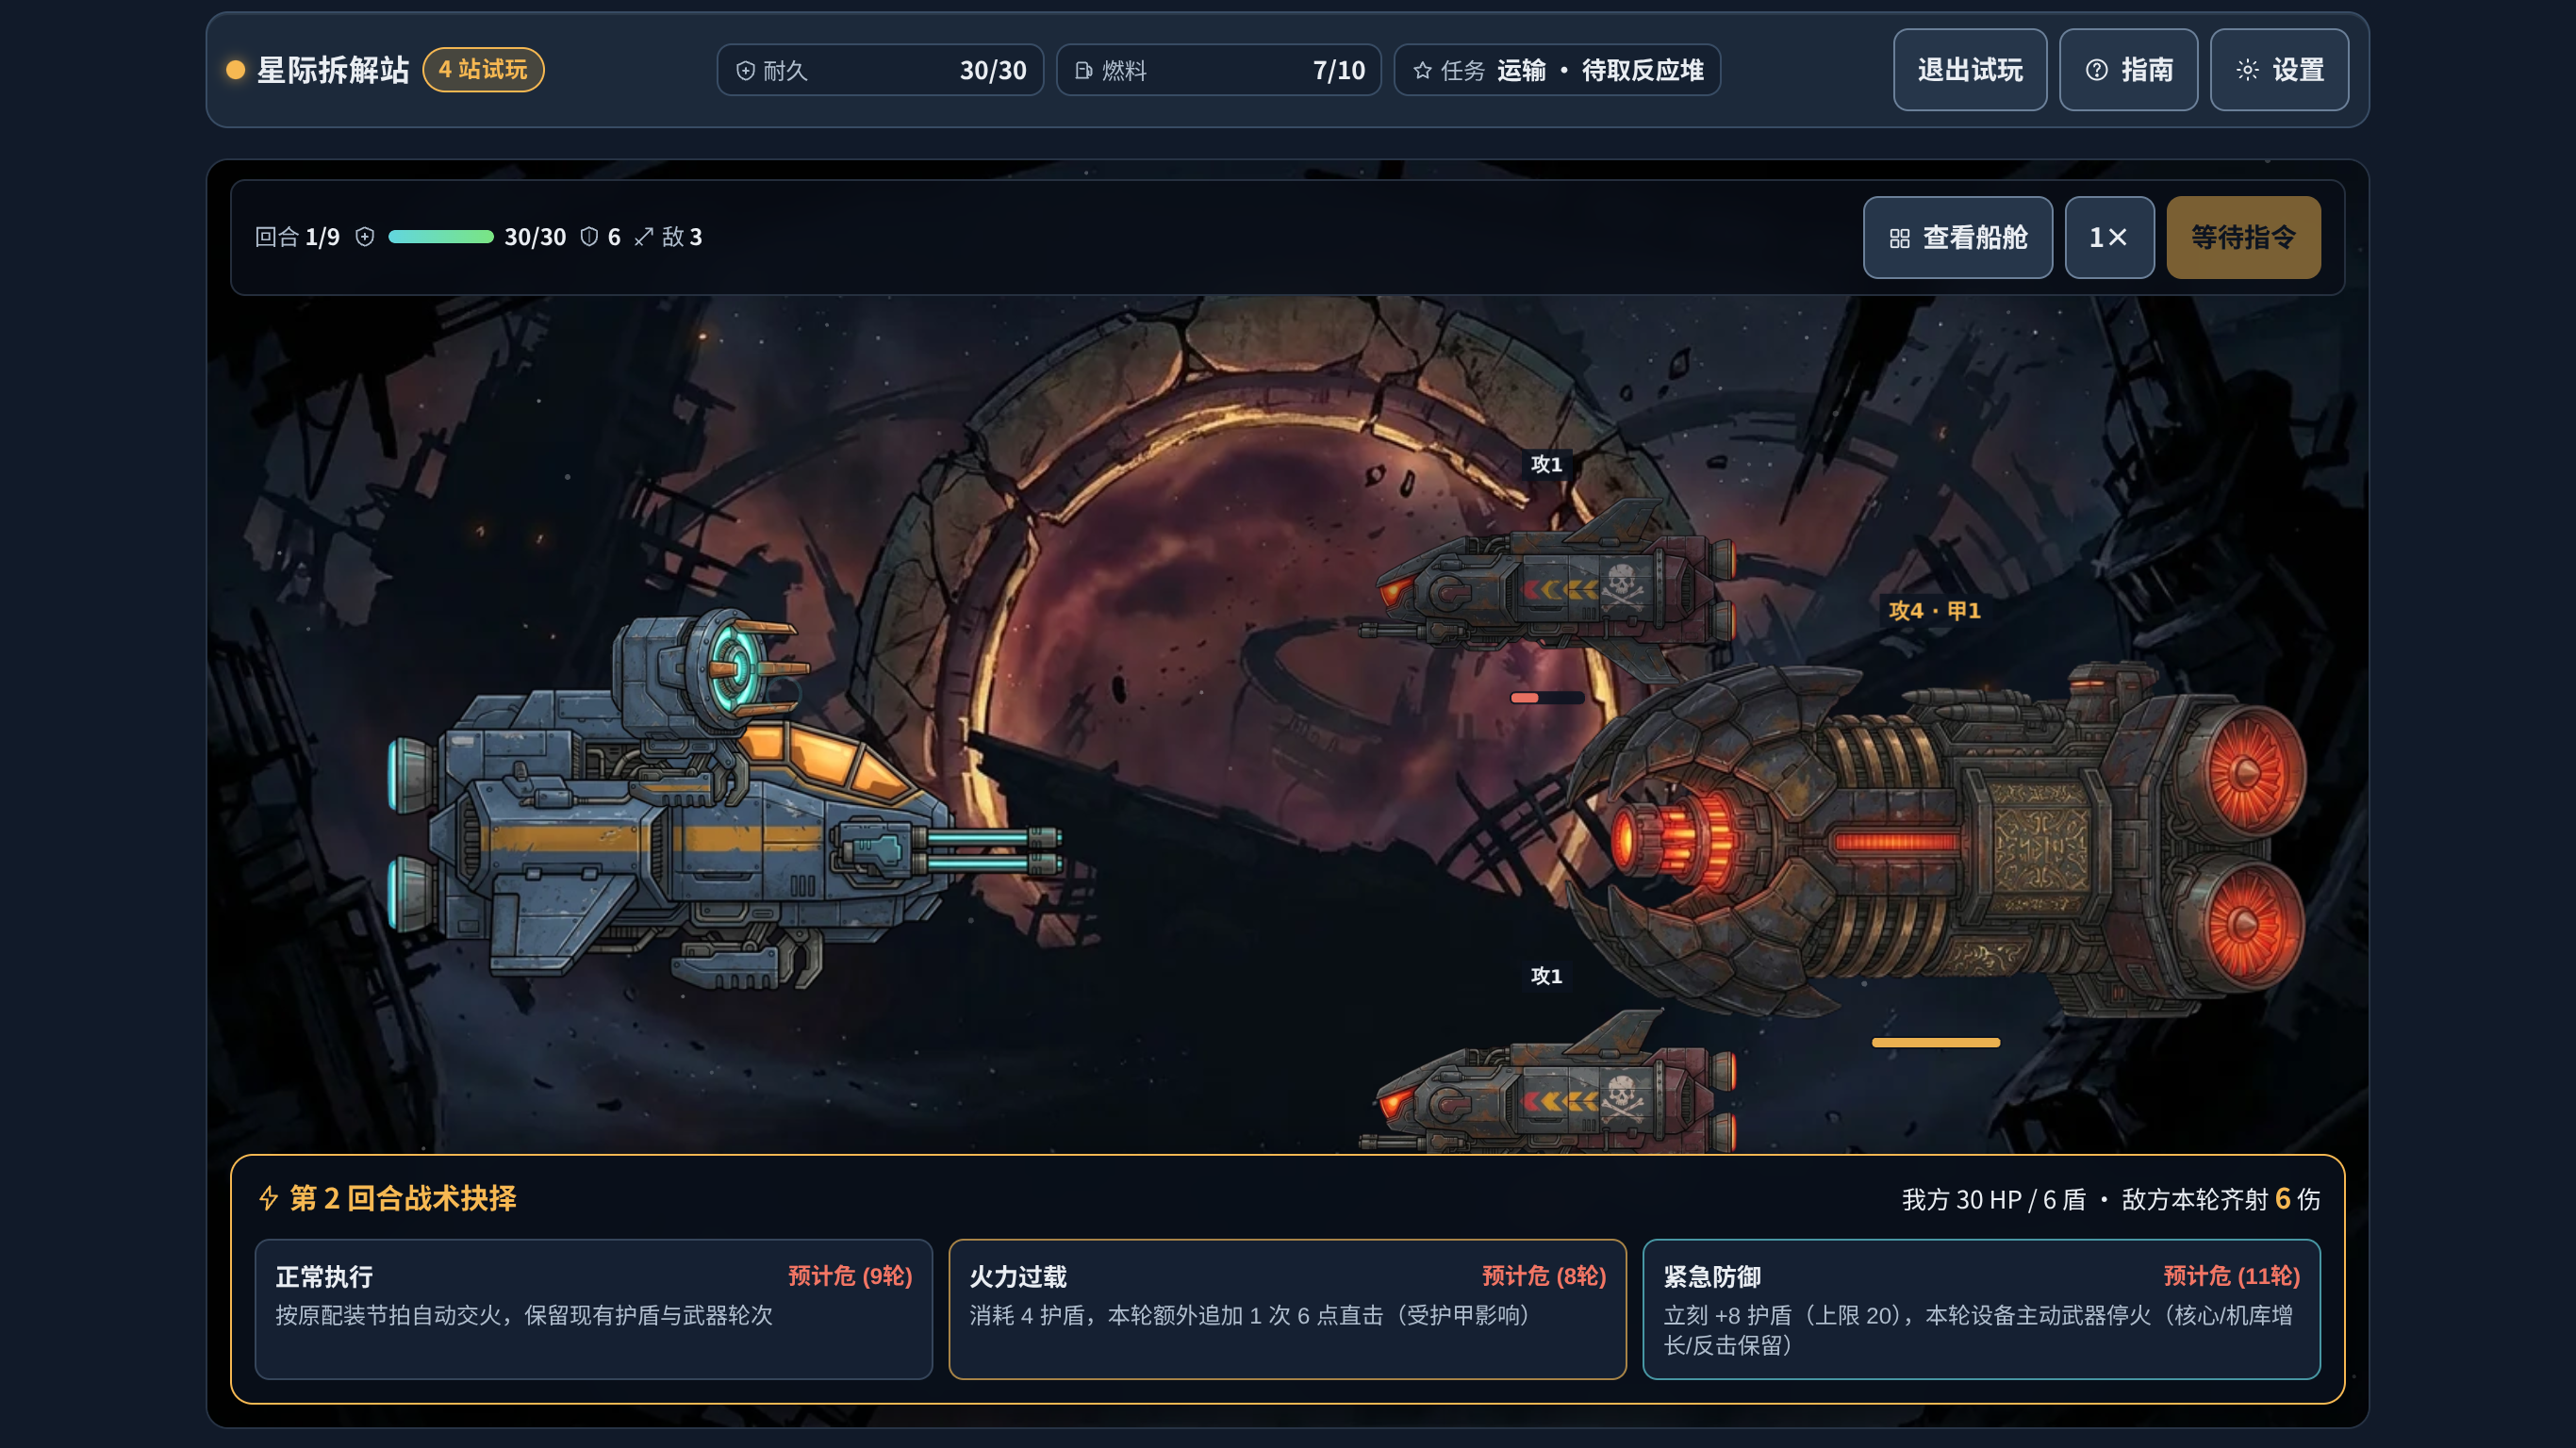 星际拆解站 4 站试玩 耐久 30/30 燃料 7/10 任务 运输 • 待取反应堆 退出试玩 指南 设置
回合 1/9 30/30 6 敌 3 查看船舱 1× 等待指令
攻1
攻4 · 甲1
攻1
第 2 回合战术抉择 我方 30 HP / 6 盾 • 敌方本轮齐射 6 伤
正常执行 预计危 (9轮)
按原配装节拍自动交火，保留现有护盾与武器轮次
火力过载 预计危 (8轮)
消耗 4 护盾，本轮额外追加 1 次 6 点直击（受护甲影响）
紧急防御 预计危 (11轮)
立刻 +8 护盾（上限 20），本轮设备主动武器停火（核心/机库增
长/反击保留）